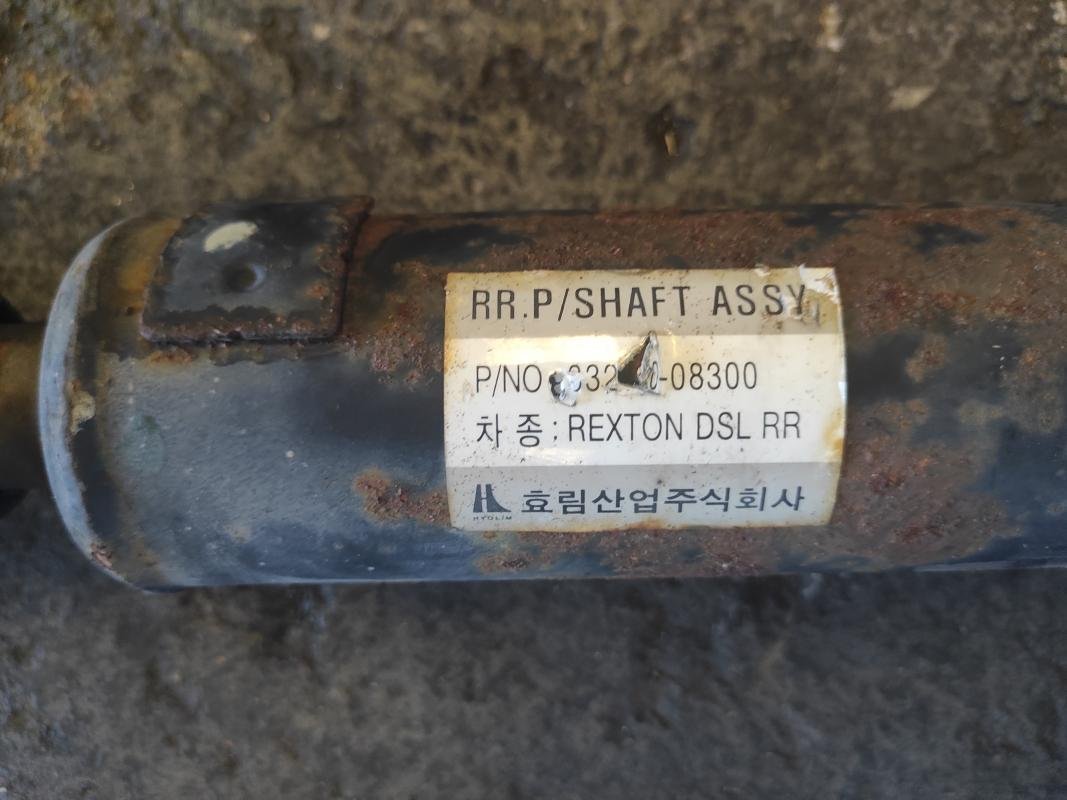 RR.P/SHAFT ASSY
P/NO -08300
차 종 : REXTON DSL RR
HYOLIM 효림산업주식회사